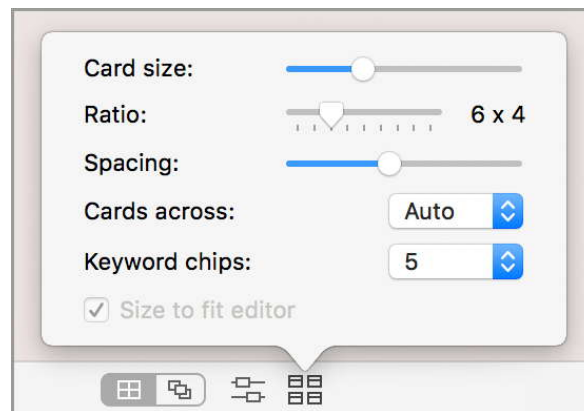 Card size:
Ratio: 6 x 4
Spacing:
Cards across: Auto
Keyword chips: 5
Size to fit editor